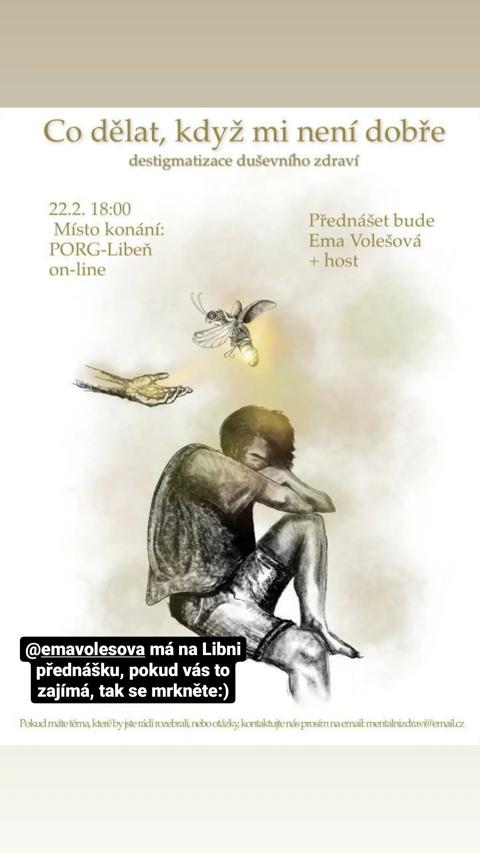 Co dělat, když mi není dobře
destigmatizace duševního zdraví
22.2. 18:00
Místo konání:
PORG-Libeň
on-line
Přednášet bude
Ema Volešová
+ host
@emavolesova má na Libni
přednášku, pokud vás to
zajímá, tak se mrkněte:)
Pokud máte téma, které by jste rádi rozebrali, nebo otázky, kontaktujte nás prosím na email: mentalnizdravi@email.cz